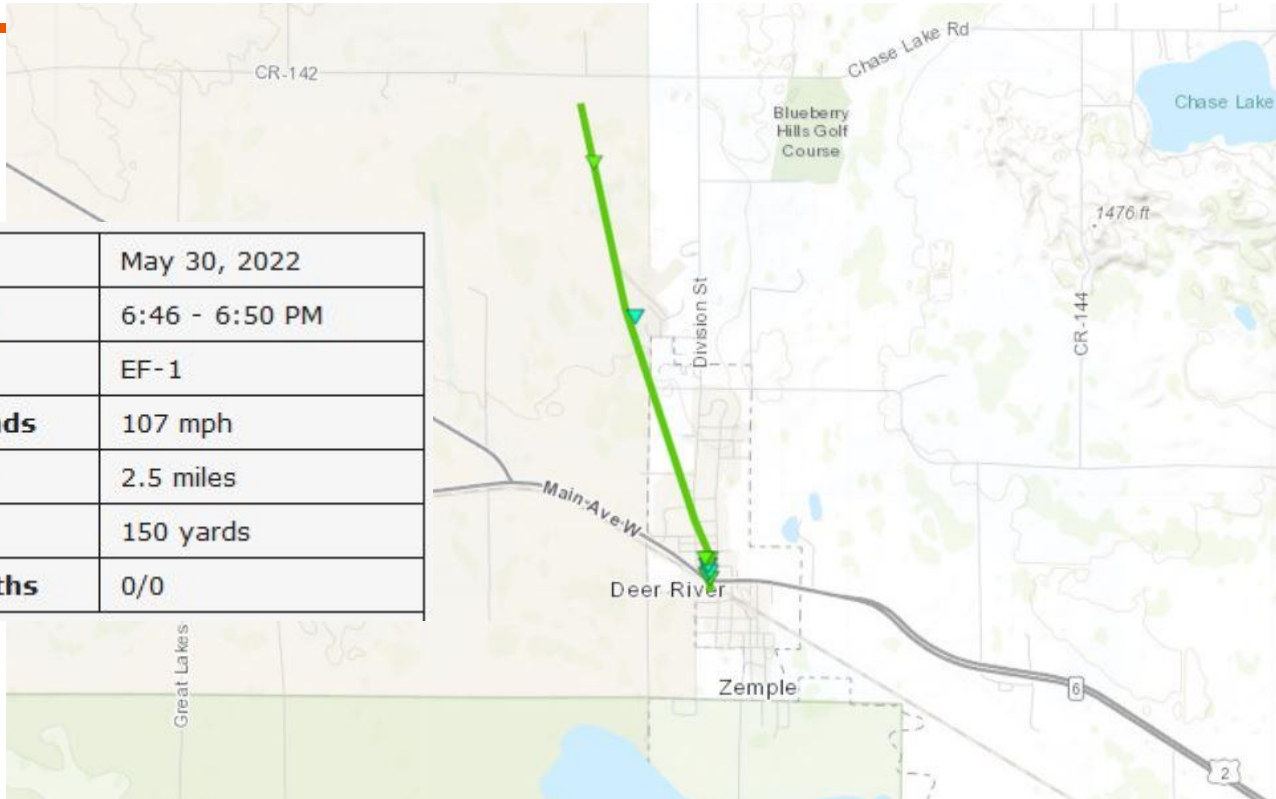 CR-142
Chase Lake Rd
Chase Lake
Blueberry
Hills Golf
Course
1476 ft
May 30, 2022
6:46 - 6:50 PM
EF-1
107 mph
2.5 miles
150 yards
0/0
Division St
CR-144
Main Ave W
Deer River
Great Lakes
Zemple
6
2